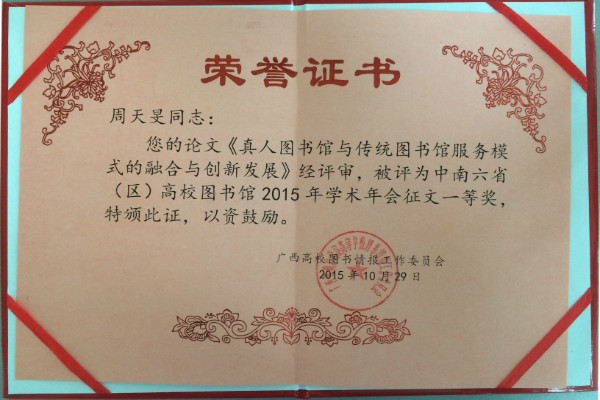 荣誉证书
周天旻同志：
您的论文《真人图书馆与传统图书馆服务模
式的融合与创新发展》经评审，被评为中南六省
（区）高校图书馆2015年学术年会征文一等奖，
特颁此证，以资鼓励。
广西高校图书情报工作委员会
2015年10月29日